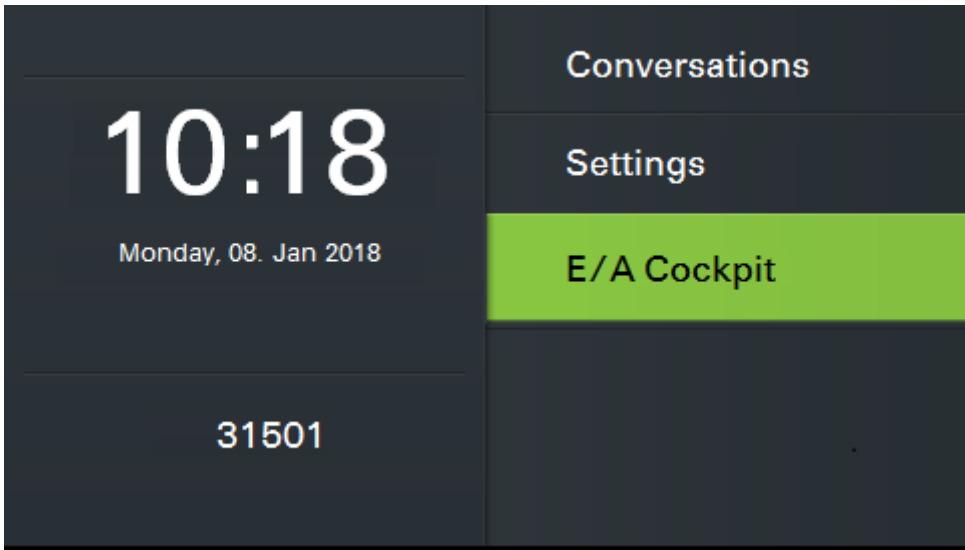 10:18
Monday, 08. Jan 2018
31501
Conversations
Settings
E/A Cockpit